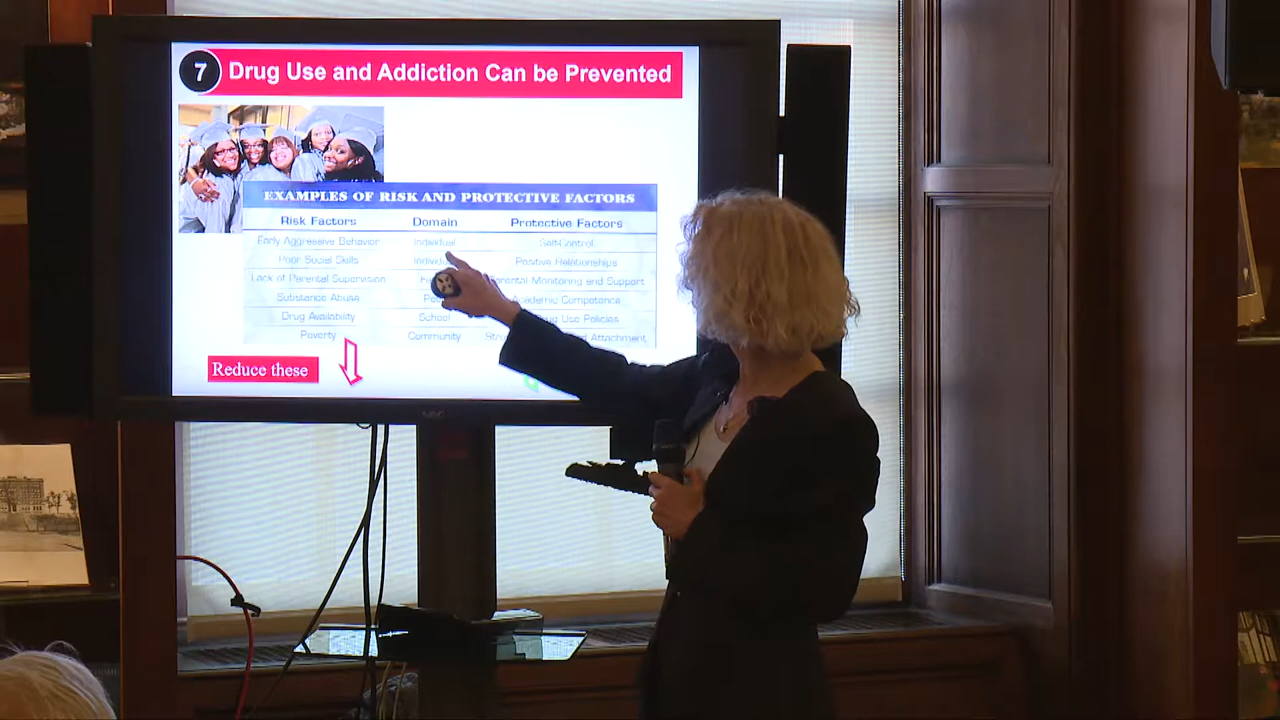 7 Drug Use and Addiction Can be Prevented
EXAMPLES OF RISK AND PROTECTIVE FACTORS
Risk Factors Domain Protective Factors
Early Aggressive Behavior Individual Self-Control
Poor Social Skills Positive Relationships
Lack of Parental Supervision Parental Monitoring and Support
Substance Abuse Academic Competence
Drug Availability School Use Policies
Poverty Community Attachment
Reduce these
NEC